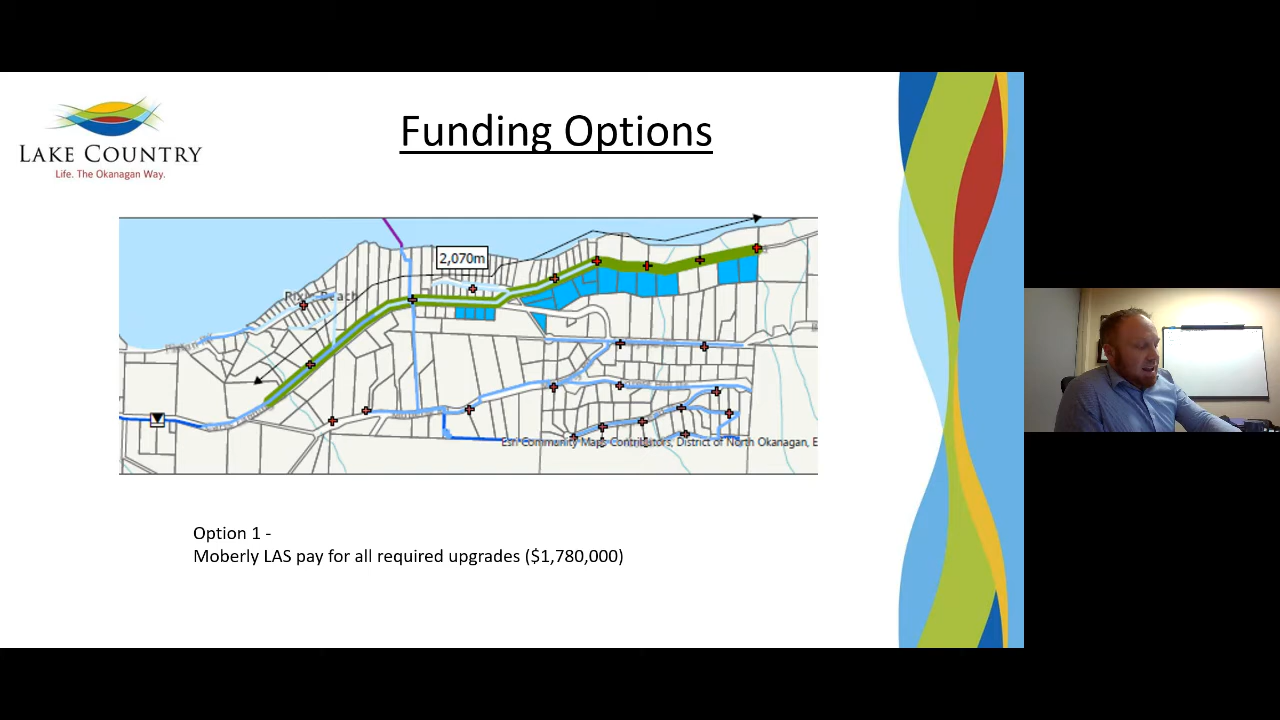 LAKE COUNTRY
Life. The Okanagan Way.
Funding Options
2,070m
Esri Community Maps Contributors, District of North Okanagan, E
Option 1 -
Moberly LAS pay for all required upgrades ($1,780,000)